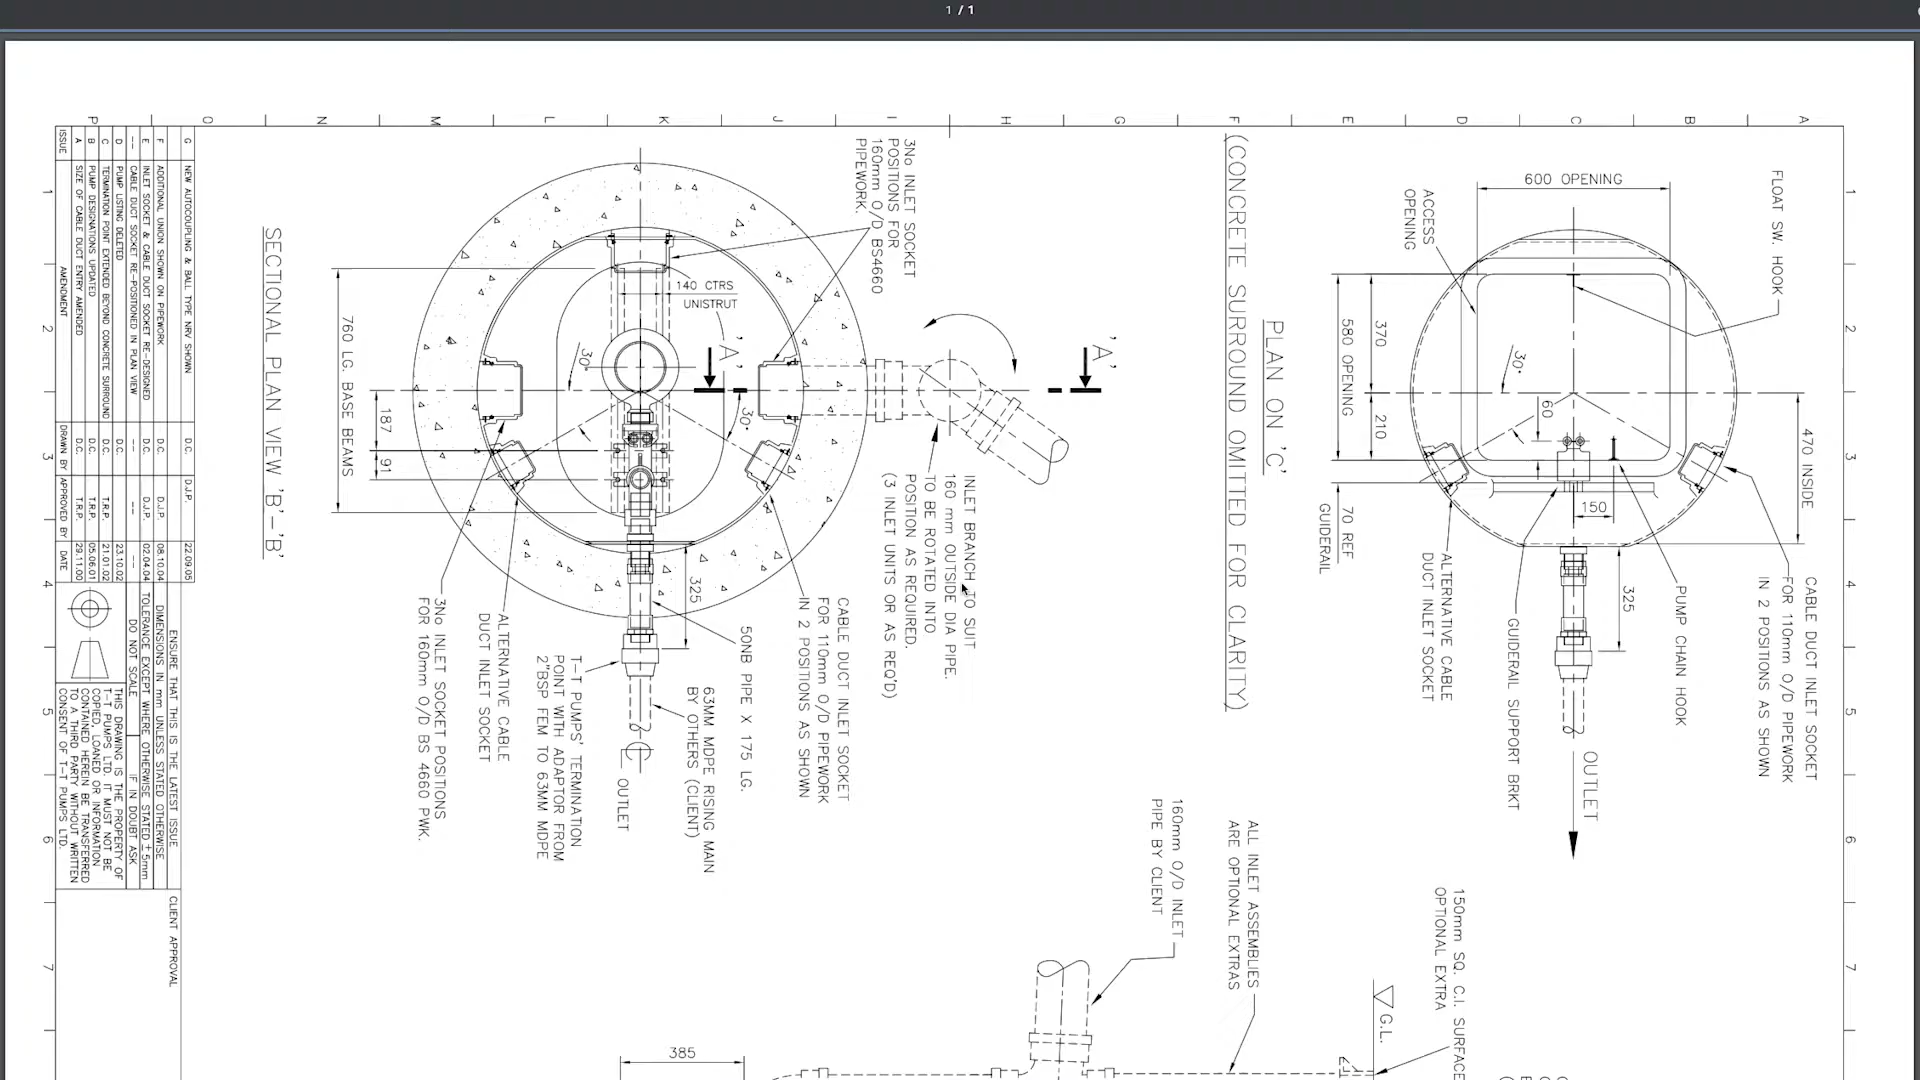 1 / 1
A
B
C
D
E
F
G
H
I
J
K
L
M
N
O
P
1
2
3
4
5
6
7
1
2
3
4
5
6
7
FLOAT SW. HOOK
600 OPENING
ACCESS
OPENING
370
580 OPENING
210
30°
60
150
470 INSIDE
325
70 REF
GUIDERAIL
ALTERNATIVE CABLE
DUCT INLET SOCKET
GUIDERAIL SUPPORT BRKT
PUMP CHAIN HOOK
CABLE DUCT INLET SOCKET
FOR 110mm O/D PIPEWORK
IN 2 POSITIONS AS SHOWN
OUTLET
PLAN ON 'C'
(CONCRETE SURROUND OMITTED FOR CLARITY)
'A'
'A'
3No INLET SOCKET
POSITIONS FOR
160mm O/D BS4660
PIPEWORK.
140 CTRS
UNISTRUT
30°
30°
760 LG. BASE BEAMS
187
91
325
INLET BRANCH TO SUIT
160 mm OUTSIDE DIA PIPE.
TO BE ROTATED INTO
POSITION AS REQUIRED.
(3 INLET UNITS OR AS REQ'D)
CABLE DUCT INLET SOCKET
FOR 110mm O/D PIPEWORK
IN 2 POSITIONS AS SHOWN
50NB PIPE X 175 LG.
63MM MDPE RISING MAIN
BY OTHERS (CLIENT)
OUTLET
T-T PUMPS' TERMINATION
POINT WITH ADAPTOR FROM
2"BSP FEM TO 63MM MDPE
ALTERNATIVE CABLE
DUCT INLET SOCKET
3No INLET SOCKET POSITIONS
FOR 160mm O/D BS 4660 PWK.
SECTIONAL PLAN VIEW 'B'-'B'
160mm O/D INLET
PIPE BY CLIENT
ALL INLET ASSEMBLIES
ARE OPTIONAL EXTRAS
150mm SQ. C.I. SURFACE
OPTIONAL EXTRA
G.L.
385
G NEW AUTOCOUPLING & BALL TYPE NRV SHOWN D.C. D.J.P. 22.09.05
F ADDITIONAL UNION SHOWN ON PIPEWORK D.C. D.J.P. 08.10.04
E INLET SOCKET & CABLE DUCT SOCKET RE-DESIGNED D.C. D.J.P. 02.04.04
-- CABLE DUCT SOCKET RE-POSITIONED IN PLAN VIEW -- -- --
D PUMP LISTING DELETED D.C. T.R.P. 23.10.02
C TERMINATION POINT EXTENDED BEYOND CONCRETE SURROUND D.C. T.R.P. 21.01.02
B PUMP DESIGNATIONS UPDATED D.C. T.R.P. 05.06.01
A SIZE OF CABLE DUCT ENTRY AMENDED D.C. T.R.P. 29.11.00
ISSUE AMENDMENT DRAWN BY APPROVED BY DATE
ENSURE THAT THIS IS THE LATEST ISSUE
DIMENSIONS IN mm UNLESS STATED OTHERWISE
TOLERANCE EXCEPT WHERE OTHERWISE STATED ± 5mm
DO NOT SCALE IF IN DOUBT ASK
THIS DRAWING IS THE PROPERTY OF
T-T PUMPS LTD. IT MUST NOT BE
COPIED, LOANED OR INFORMATION
CONTAINED HEREIN BE TRANSFERRED
TO A THIRD PARTY WITHOUT WRITTEN
CONSENT OF T-T PUMPS LTD.
CLIENT APPROVAL